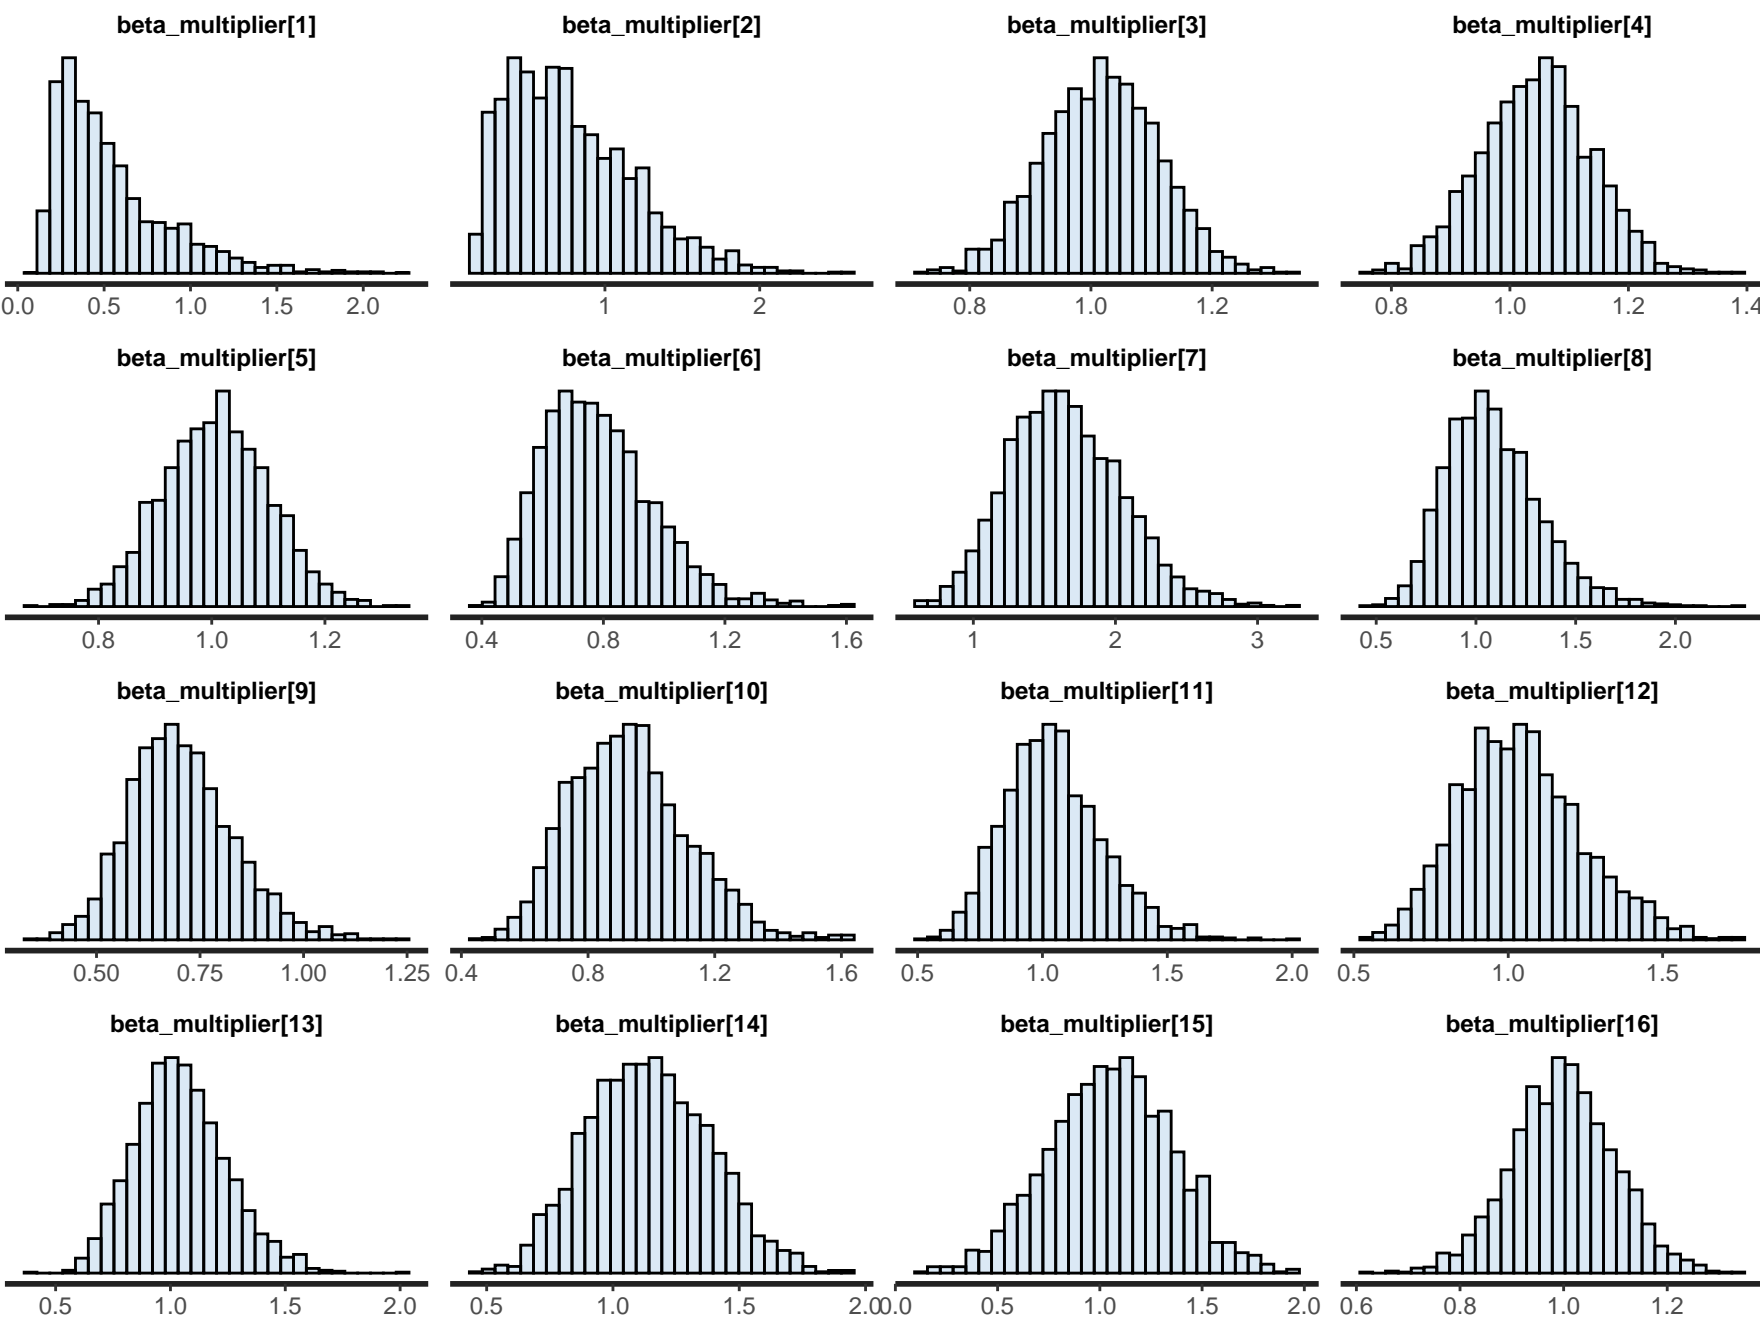 beta_multiplier[1] beta_multiplier[2] beta_multiplier[3] beta_multiplier[4]
0.0 0.5 1.0 1.5 2.0 1 2 0.8 1.0 1.2 0.8 1.0 1.2 1.4
beta_multiplier[5] beta_multiplier[6] beta_multiplier[7] beta_multiplier[8]
0.8 1.0 1.2 0.4 0.8 1.2 1.6 1 2 3 0.5 1.0 1.5 2.0
beta_multiplier[9] beta_multiplier[10] beta_multiplier[11] beta_multiplier[12]
0.50 0.75 1.00 1.25 0.4 0.8 1.2 1.6 0.5 1.0 1.5 2.0 0.5 1.0 1.5
beta_multiplier[13] beta_multiplier[14] beta_multiplier[15] beta_multiplier[16]
0.5 1.0 1.5 2.0 0.5 1.0 1.5 2.0 0.0 0.5 1.0 1.5 2.0 0.6 0.8 1.0 1.2